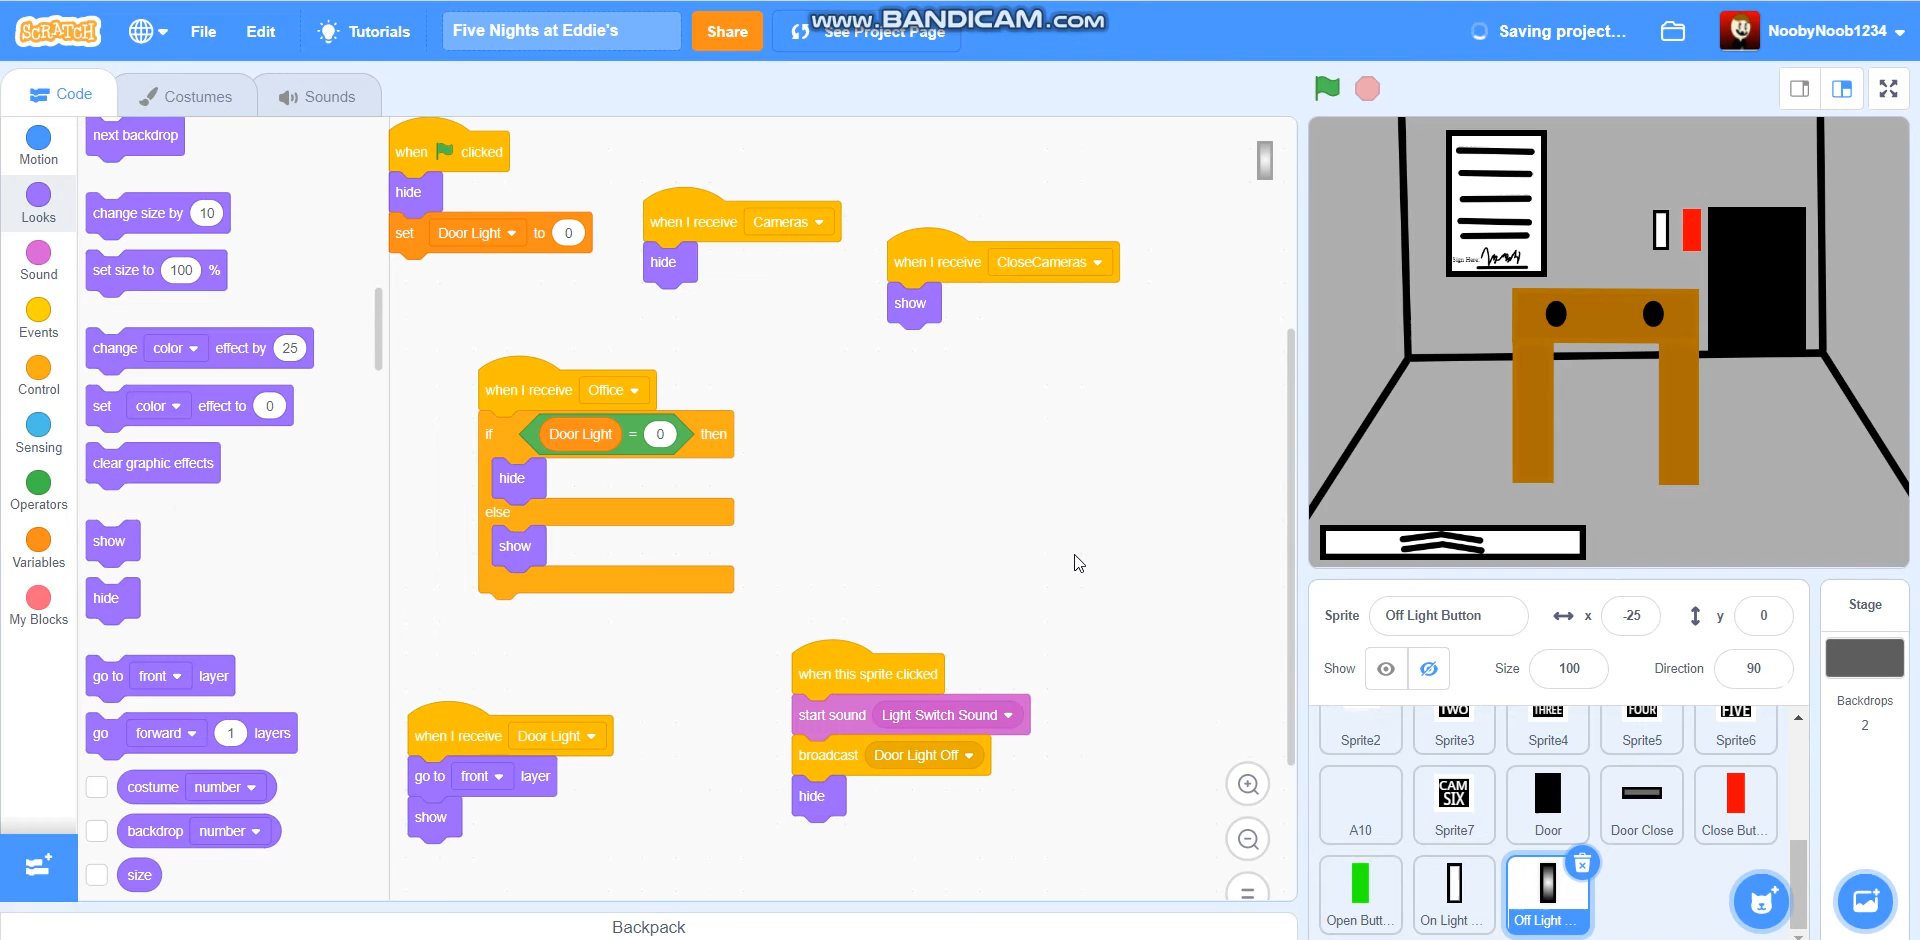 SCRATCH
File
Edit
Tutorials
Five Nights at Eddie's
Share
See Project Page
www.BANDICAM.com
Saving project...
NoobyNoob1234
Code
Costumes
Sounds
Motion
Looks
Sound
Events
Control
Sensing
Operators
Variables
My Blocks
next backdrop
change size by 10
set size to 100 %
change color effect by 25
set color effect to 0
clear graphic effects
show
hide
go to front layer
go forward 1 layers
costume number
backdrop number
size
when clicked
hide
set Door Light to 0
when I receive Cameras
hide
when I receive CloseCameras
show
when I receive Office
if Door Light = 0 then
hide
else
show
when I receive Door Light
go to front layer
show
when this sprite clicked
start sound Light Switch Sound
broadcast Door Light Off
hide
Backpack
Sign Here:
Sprite Off Light Button x -25 y 0
Show Size 100 Direction 90
TWO THREE FOUR FIVE
Sprite2 Sprite3 Sprite4 Sprite5 Sprite6
CAM
SIX
A10 Sprite7 Door Door Close Close But...
Open Butt... On Light ... Off Light ...
Stage
Backdrops
2